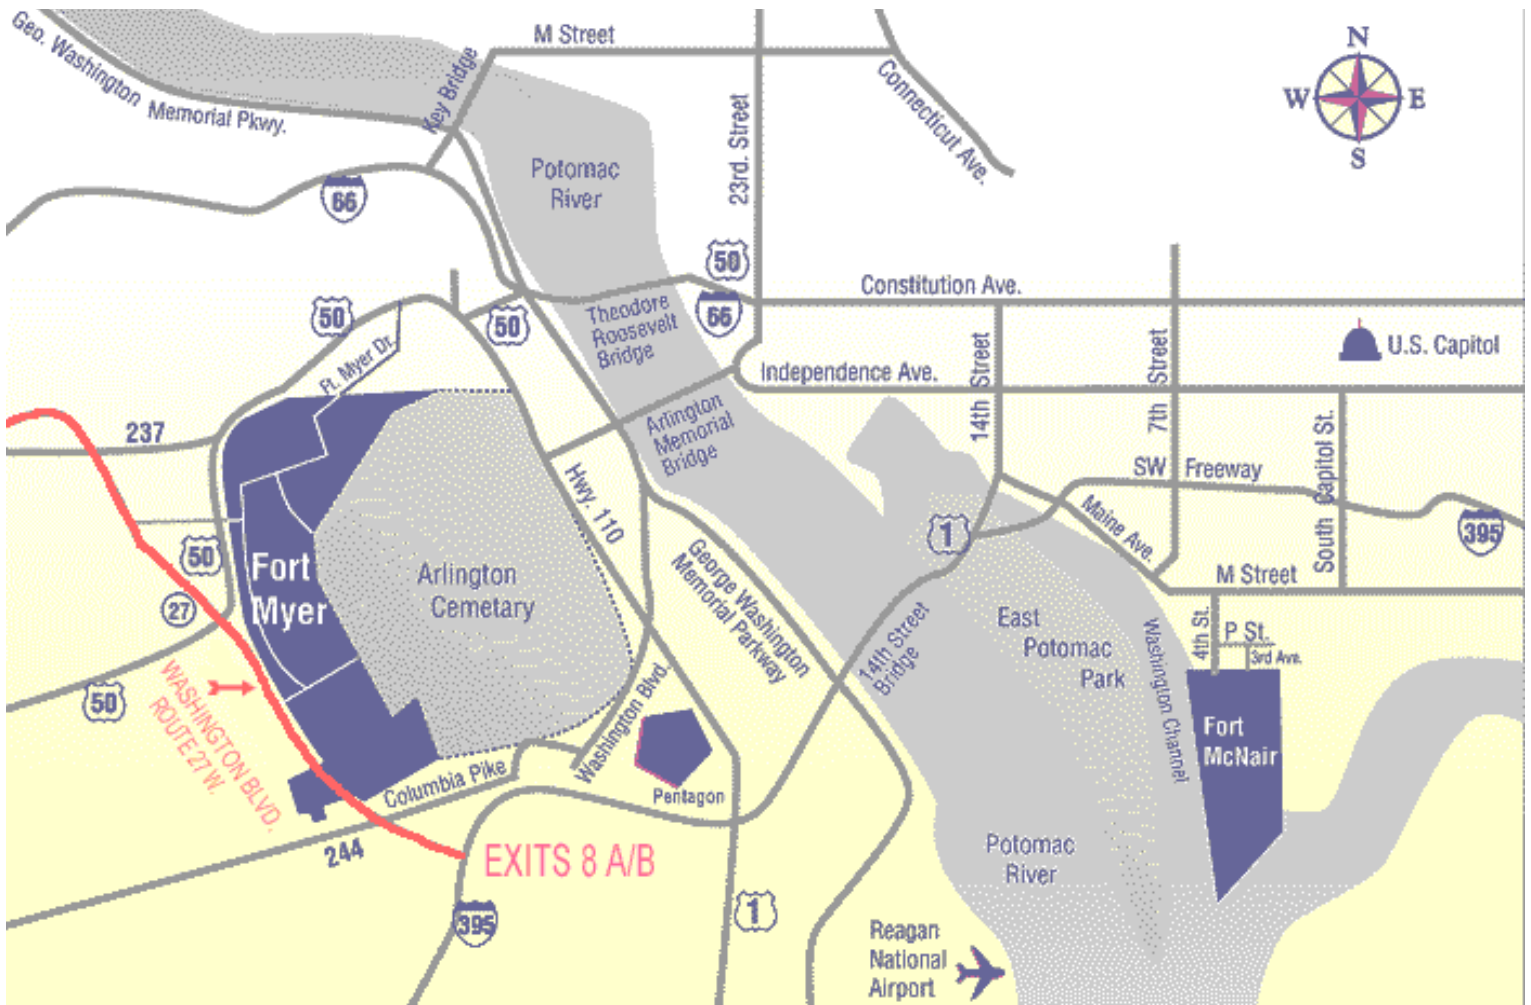 Geo. Washington
Memorial Pkwy.
Key Bridge
M Street
23rd. Street
Connecticut Ave.
N
W
E
S
Potomac
River
66
50
66
Constitution Ave.
50
50
Theodore
Roosevelt
Bridge
14th Street
7th Street
U.S. Capitol
Ft. Myer Dr.
Independence Ave.
237
Arlington
Memorial
Bridge
SW Freeway
South Capitol St.
Hwy. 110
Maine Ave.
395
50
1
M Street
27
Fort
Myer
Arlington
Cemetary
George Washington
Memorial Parkway
14th Street
Bridge
East
Potomac
Park
Washington Channel
4th St.
P St.
3rd Ave.
50
WASHINGTON BLVD.
ROUTE 27 W.
Washington Blvd.
Fort
McNair
Columbia Pike
Pentagon
244
EXITS 8 A/B
Potomac
River
395
1
Reagan
National
Airport